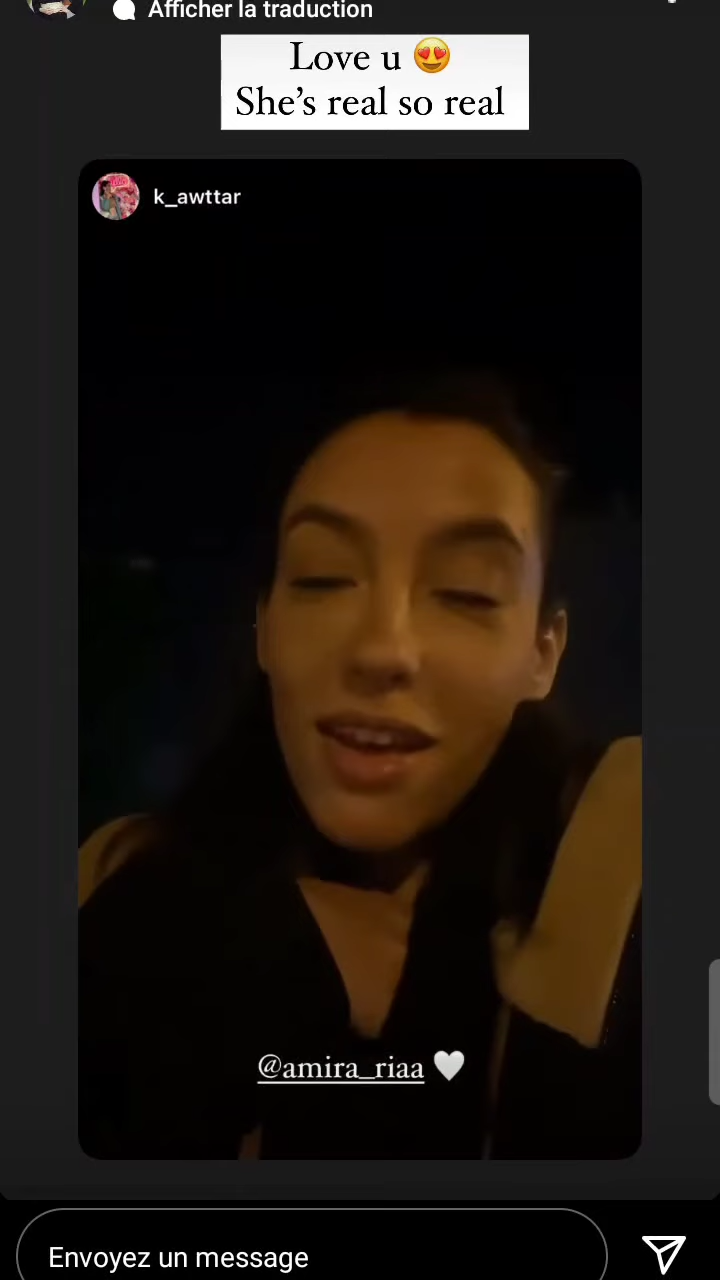 Afficher la traduction
Love u 😍
She's real so real
k_awttar
@amira_riaa 🤍
Envoyez un message